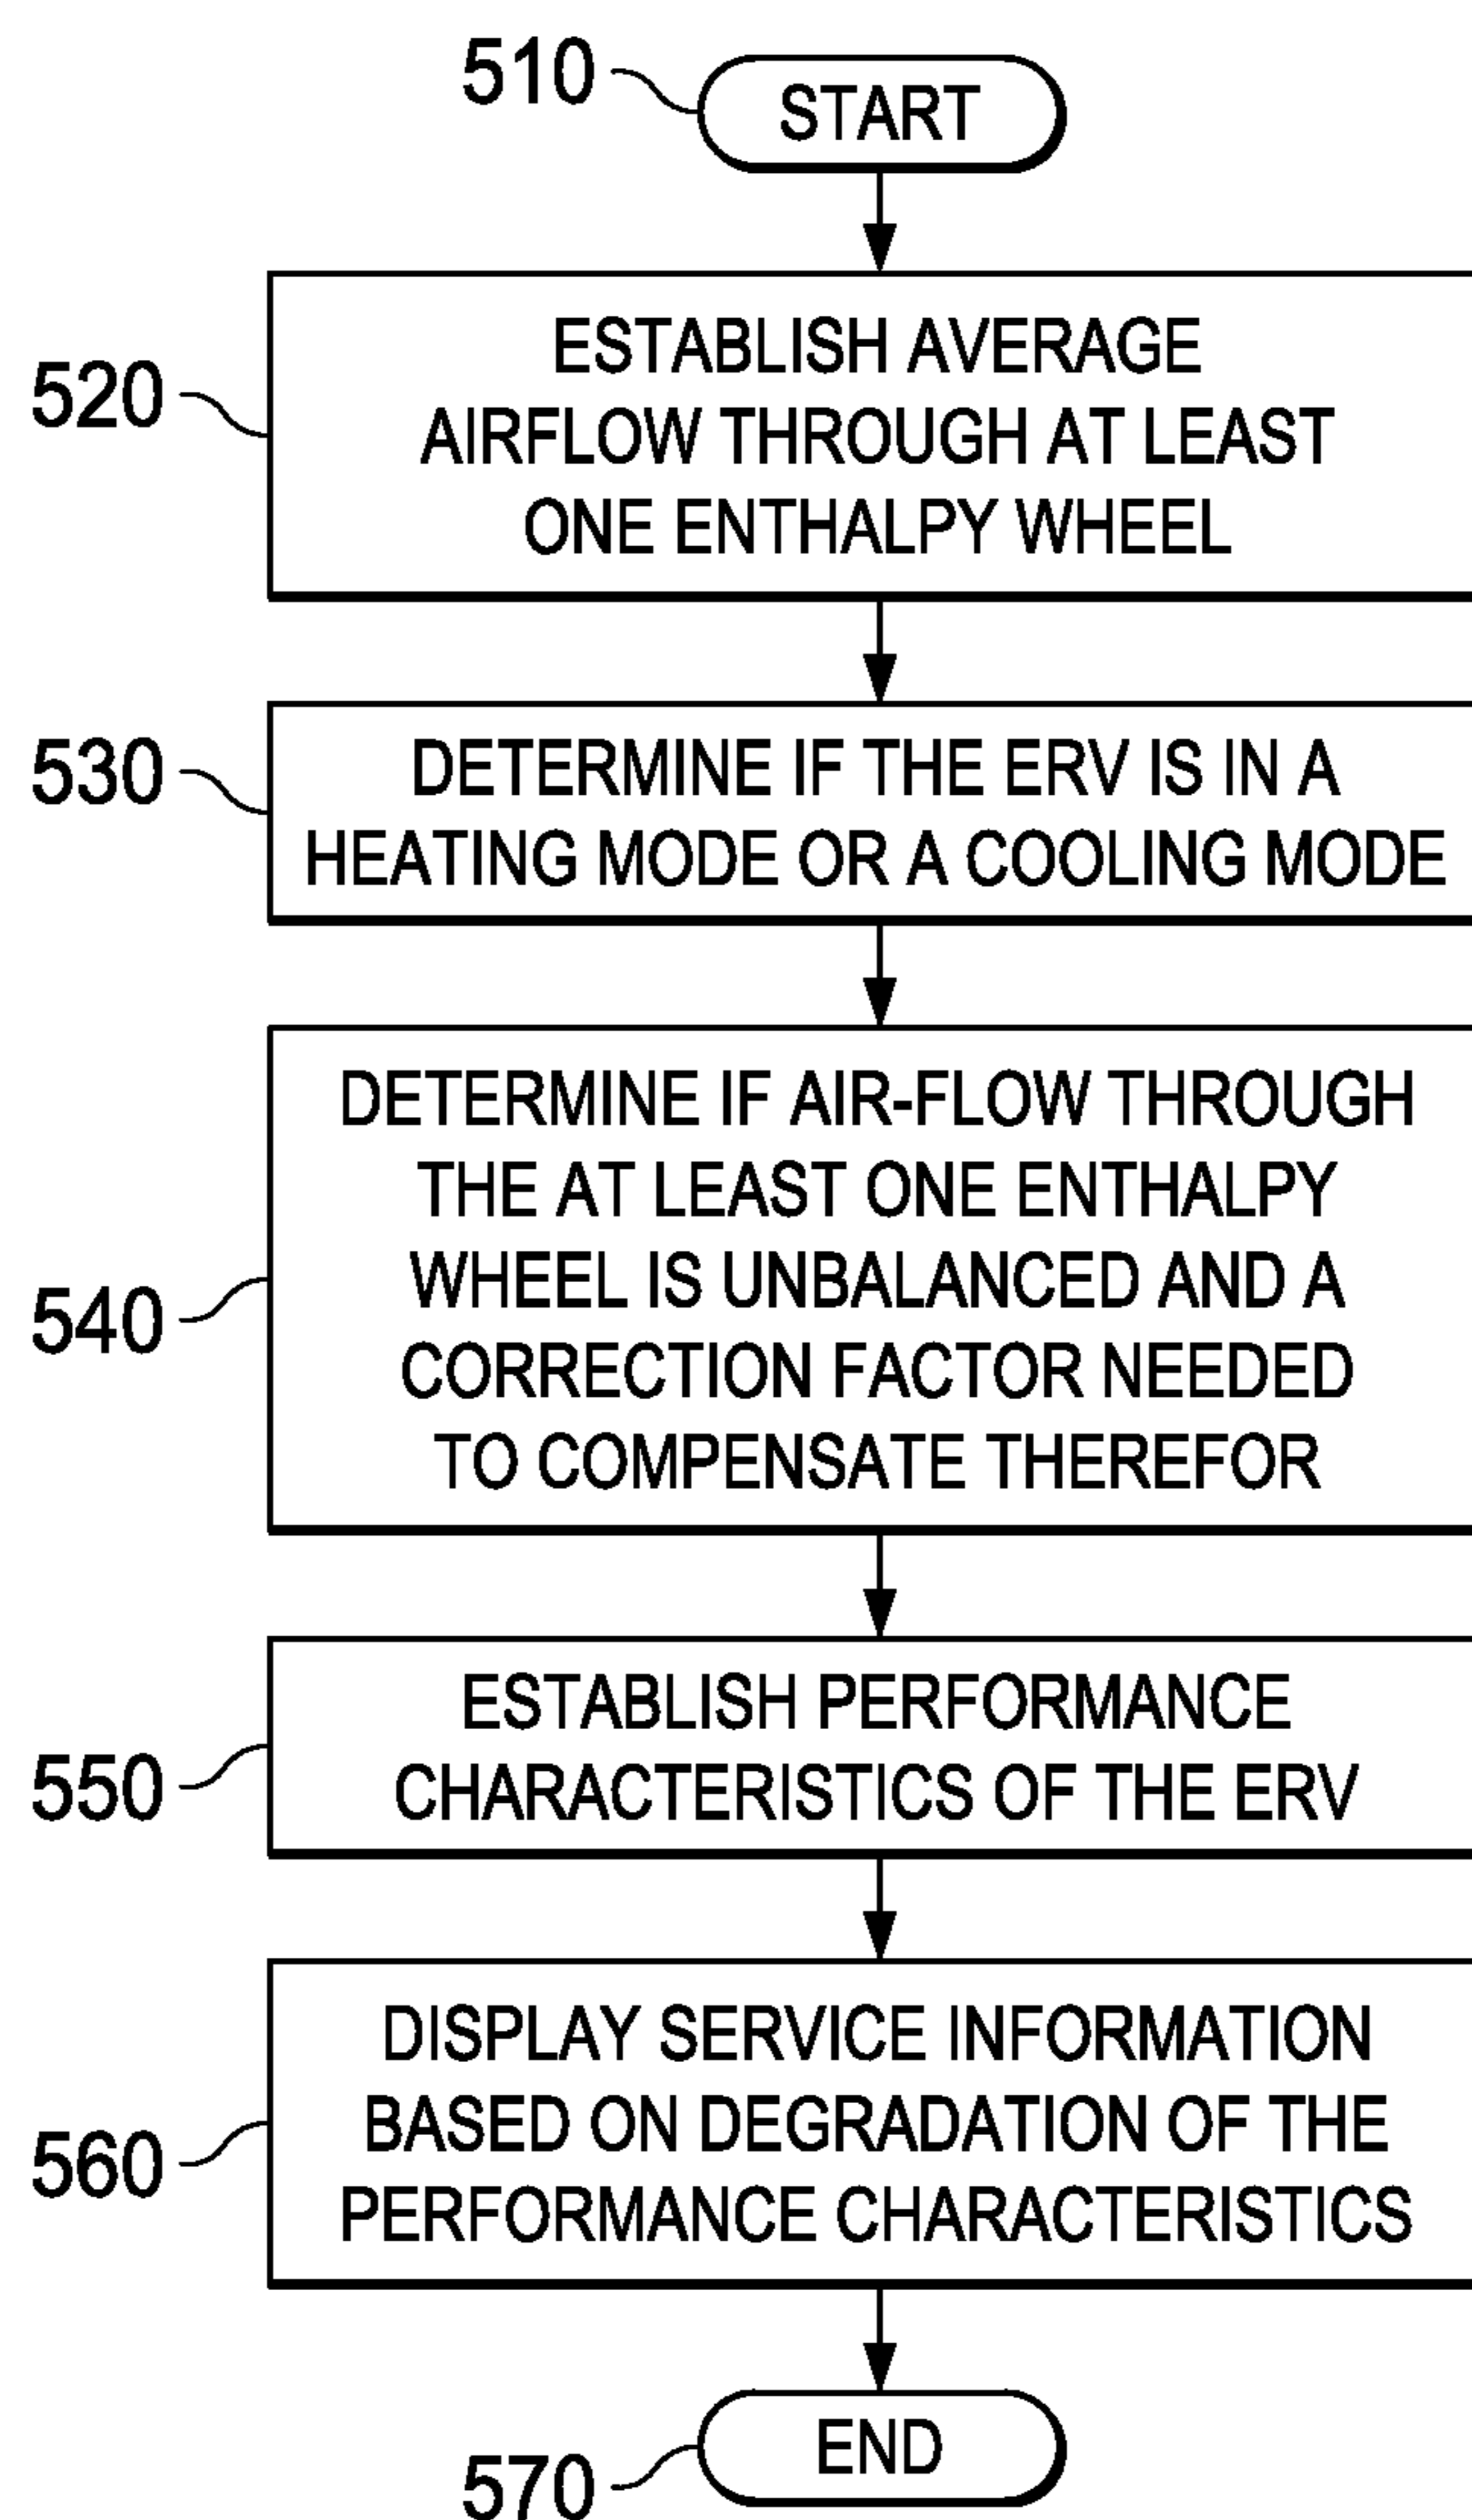 510
START
520
ESTABLISH AVERAGE
AIRFLOW THROUGH AT LEAST
ONE ENTHALPY WHEEL
530
DETERMINE IF THE ERV IS IN A
HEATING MODE OR A COOLING MODE
540
DETERMINE IF AIR-FLOW THROUGH
THE AT LEAST ONE ENTHALPY
WHEEL IS UNBALANCED AND A
CORRECTION FACTOR NEEDED
TO COMPENSATE THEREFOR
550
ESTABLISH PERFORMANCE
CHARACTERISTICS OF THE ERV
560
DISPLAY SERVICE INFORMATION
BASED ON DEGRADATION OF THE
PERFORMANCE CHARACTERISTICS
570
END